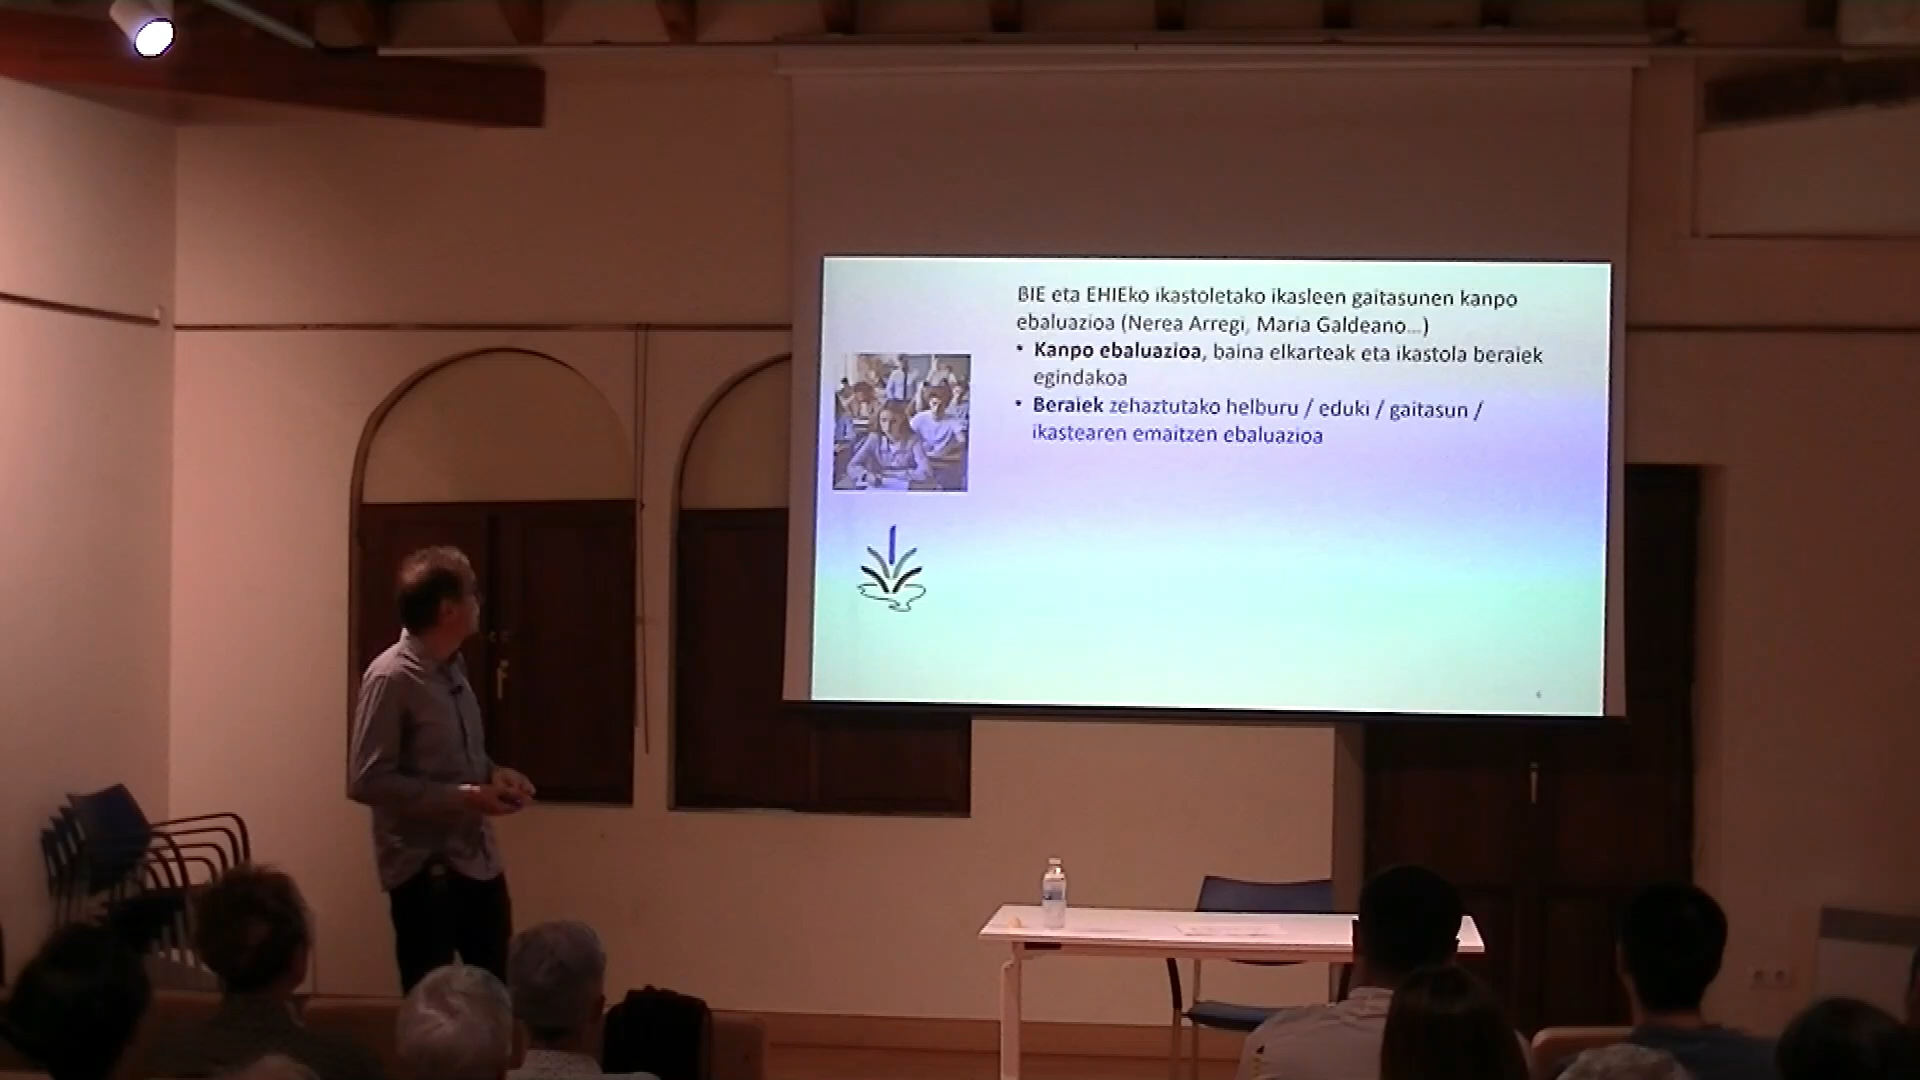 BIE eta EHIEko ikastoletako ikasleen gaitasunen kanpo
ebaluazioa (Nerea Arregi, Maria Galdeano...)
• Kanpo ebaluazioa, baina elkarteak eta ikastola beraiek
egindakoa
• Beraiek zehaztutako helburu / eduki / gaitasun /
ikastearen emaitzen ebaluazioa
6